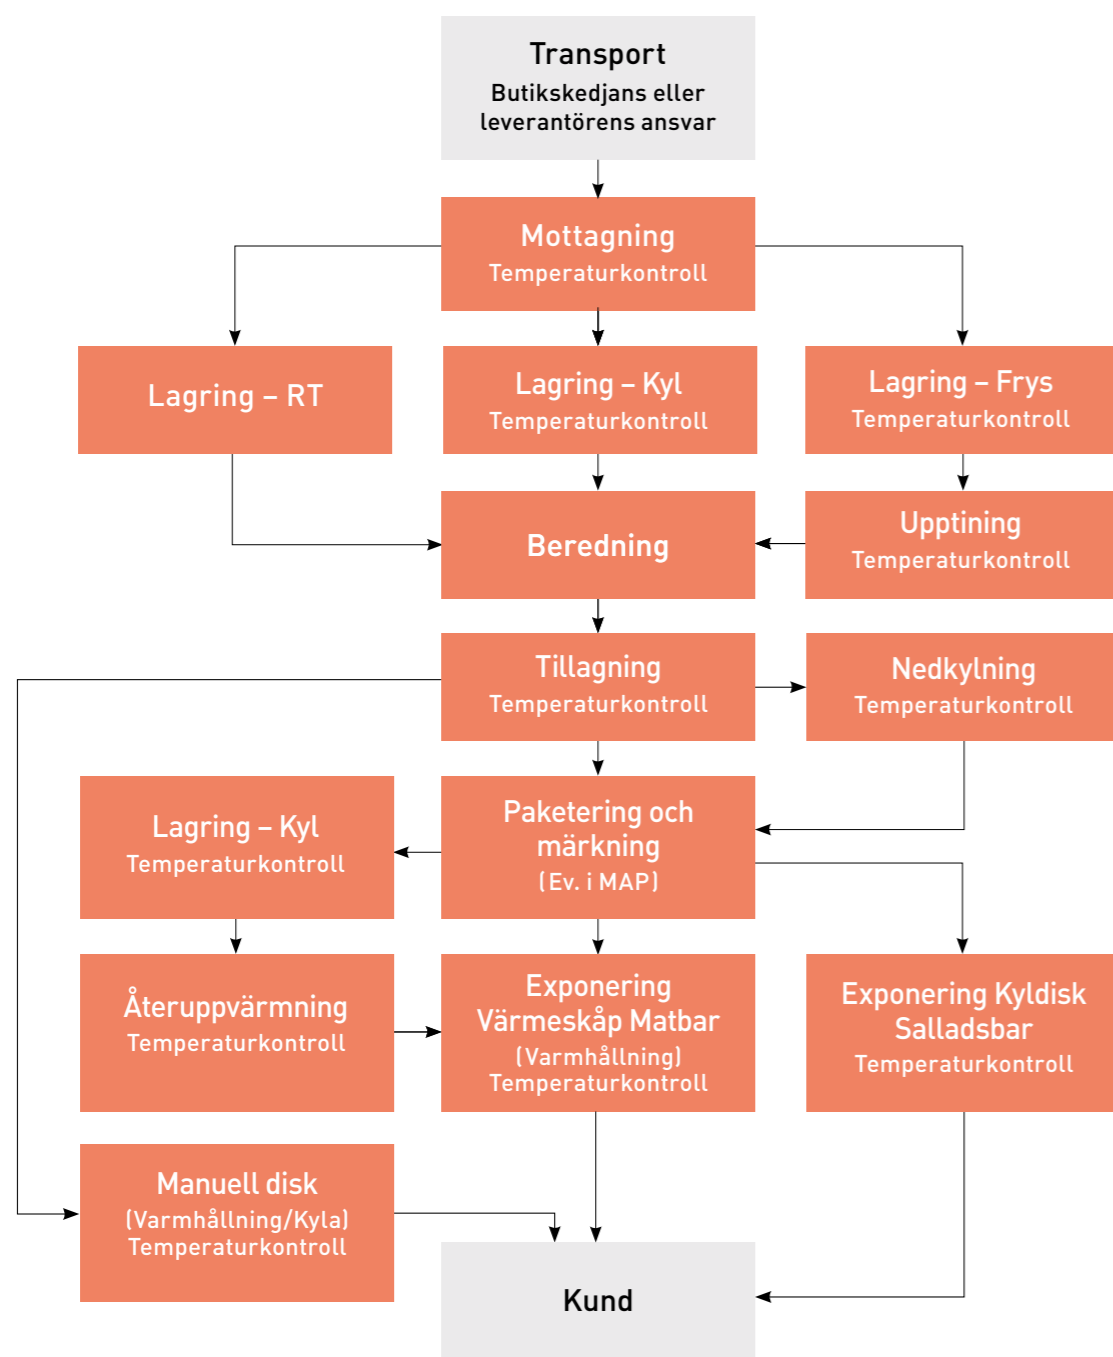 Transport
Butikskedjans eller
leverantörens ansvar
Mottagning
Temperaturkontroll
Lagring – RT
Lagring – Kyl
Temperaturkontroll
Lagring – Frys
Temperaturkontroll
Beredning
Upptining
Temperaturkontroll
Tillagning
Temperaturkontroll
Nedkylning
Temperaturkontroll
Lagring – Kyl
Temperaturkontroll
Paketering och
märkning
(Ev. i MAP)
Återuppvärmning
Temperaturkontroll
Exponering
Värmeskåp Matbar
(Varmhållning)
Temperaturkontroll
Exponering Kyldisk
Salladsbar
Temperaturkontroll
Manuell disk
(Varmhållning/Kyla)
Temperaturkontroll
Kund